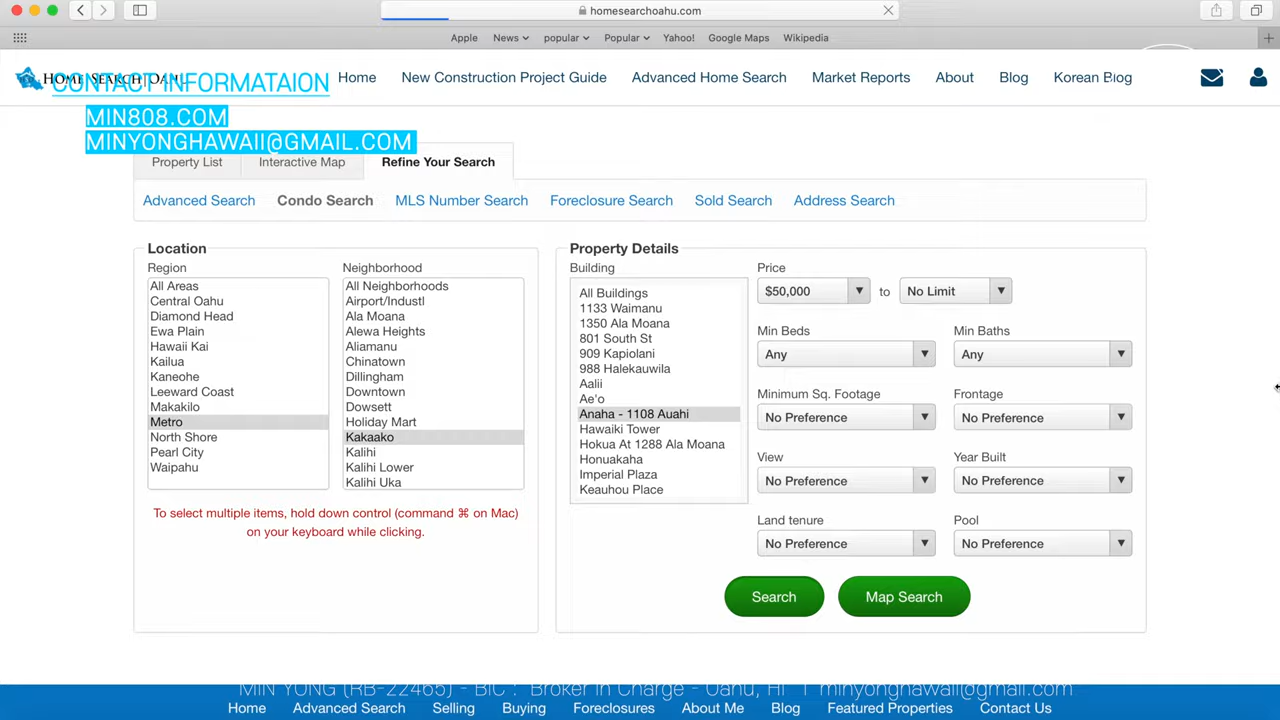 homesearchoahu.com
Apple News popular Popular Yahoo! Google Maps Wikipedia
HOME SEARCH OAHU
CONTACT INFORMATAION
Home New Construction Project Guide Advanced Home Search Market Reports About Blog Korean Blog
MIN808.COM
MINYONGHAWAII@GMAIL.COM
Property List Interactive Map Refine Your Search
Advanced Search Condo Search MLS Number Search Foreclosure Search Sold Search Address Search
Location
Region
All Areas
Central Oahu
Diamond Head
Ewa Plain
Hawaii Kai
Kailua
Kaneohe
Leeward Coast
Makakilo
Metro
North Shore
Pearl City
Waipahu
Neighborhood
All Neighborhoods
Airport/Industl
Ala Moana
Alewa Heights
Aliamanu
Chinatown
Dillingham
Downtown
Dowsett
Holiday Mart
Kakaako
Kalihi
Kalihi Lower
Kalihi Uka
To select multiple items, hold down control (command ⌘ on Mac)
on your keyboard while clicking.
Property Details
Building
All Buildings
1133 Waimanu
1350 Ala Moana
801 South St
909 Kapiolani
988 Halekauwila
Aalii
Ae'o
Anaha - 1108 Auahi
Hawaiki Tower
Hokua At 1288 Ala Moana
Honuakaha
Imperial Plaza
Keauhou Place
Price
$50,000 to No Limit
Min Beds Min Baths
Any Any
Minimum Sq. Footage Frontage
No Preference No Preference
View Year Built
No Preference No Preference
Land tenure Pool
No Preference No Preference
Search Map Search
MIN YONG (RB-22465) - BIC : Broker In Charge - Oahu, HI | minyonghawaii@gmail.com
Home Advanced Search Selling Buying Foreclosures About Me Blog Featured Properties Contact Us